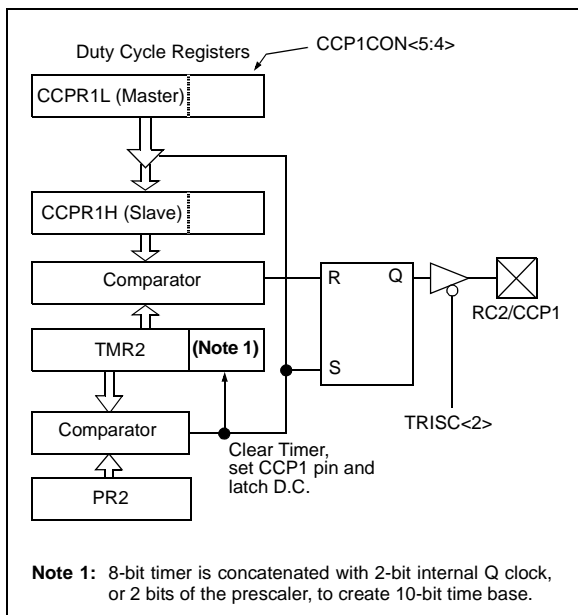 Duty Cycle Registers
CCP1CON<5:4>
CCPR1L (Master)
CCPR1H (Slave)
Comparator
R
Q
RC2/CCP1
TMR2
(Note 1)
S
TRISC<2>
Comparator
Clear Timer,
set CCP1 pin and
latch D.C.
PR2
Note 1: 8-bit timer is concatenated with 2-bit internal Q clock,
or 2 bits of the prescaler, to create 10-bit time base.